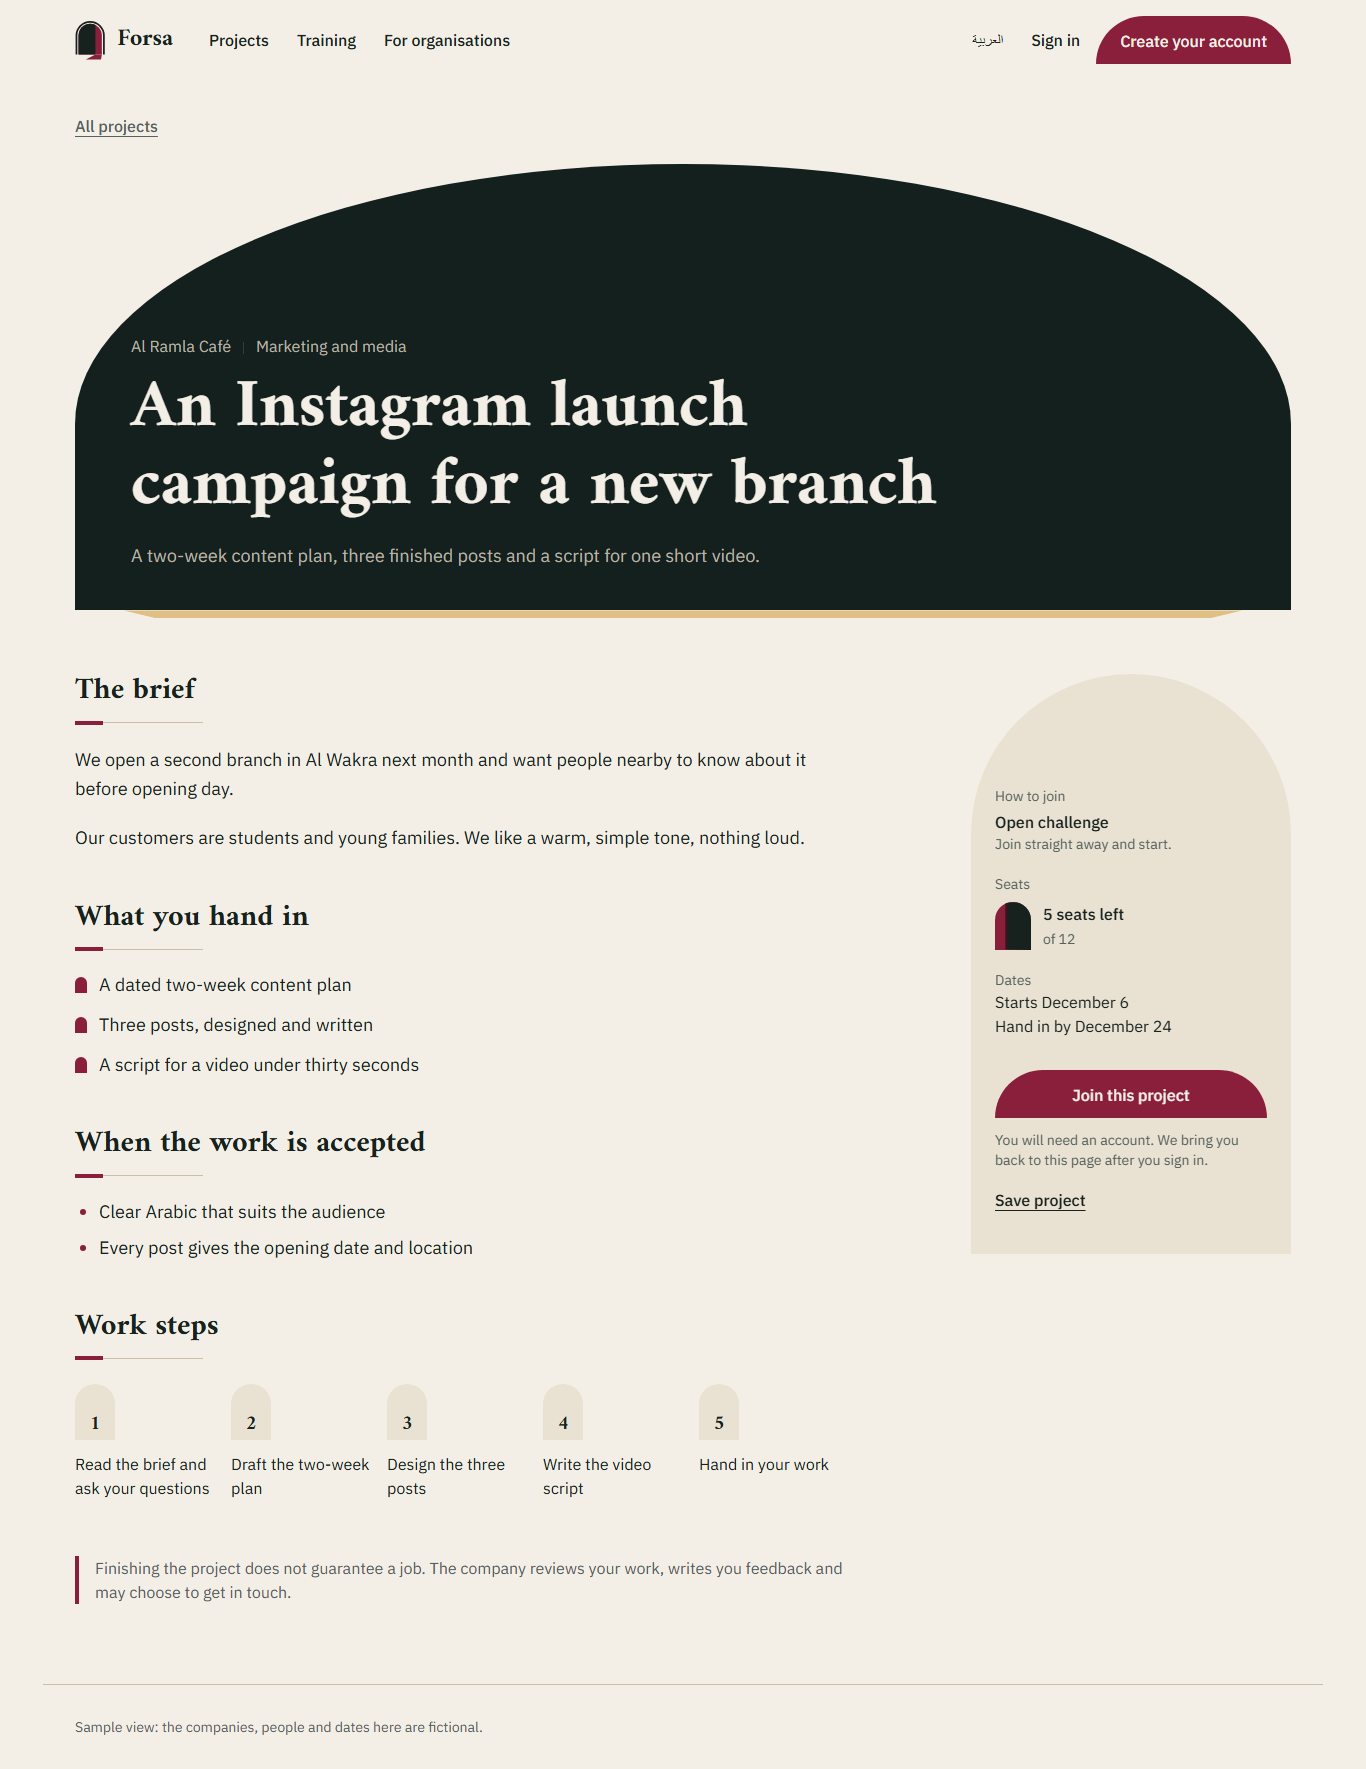 Forsa
Projects
Training
For organisations
العربية
Sign in
Create your account
All projects
Al Ramla Café | Marketing and media
An Instagram launch
campaign for a new branch
A two-week content plan, three finished posts and a script for one short video.
The brief
We open a second branch in Al Wakra next month and want people nearby to know about it
before opening day.
Our customers are students and young families. We like a warm, simple tone, nothing loud.
What you hand in
A dated two-week content plan
Three posts, designed and written
A script for a video under thirty seconds
When the work is accepted
Clear Arabic that suits the audience
Every post gives the opening date and location
Work steps
1
Read the brief and
ask your questions
2
Draft the two-week
plan
3
Design the three
posts
4
Write the video
script
5
Hand in your work
Finishing the project does not guarantee a job. The company reviews your work, writes you feedback and
may choose to get in touch.
How to join
Open challenge
Join straight away and start.
Seats
5 seats left
of 12
Dates
Starts December 6
Hand in by December 24
Join this project
You will need an account. We bring you
back to this page after you sign in.
Save project
Sample view: the companies, people and dates here are fictional.